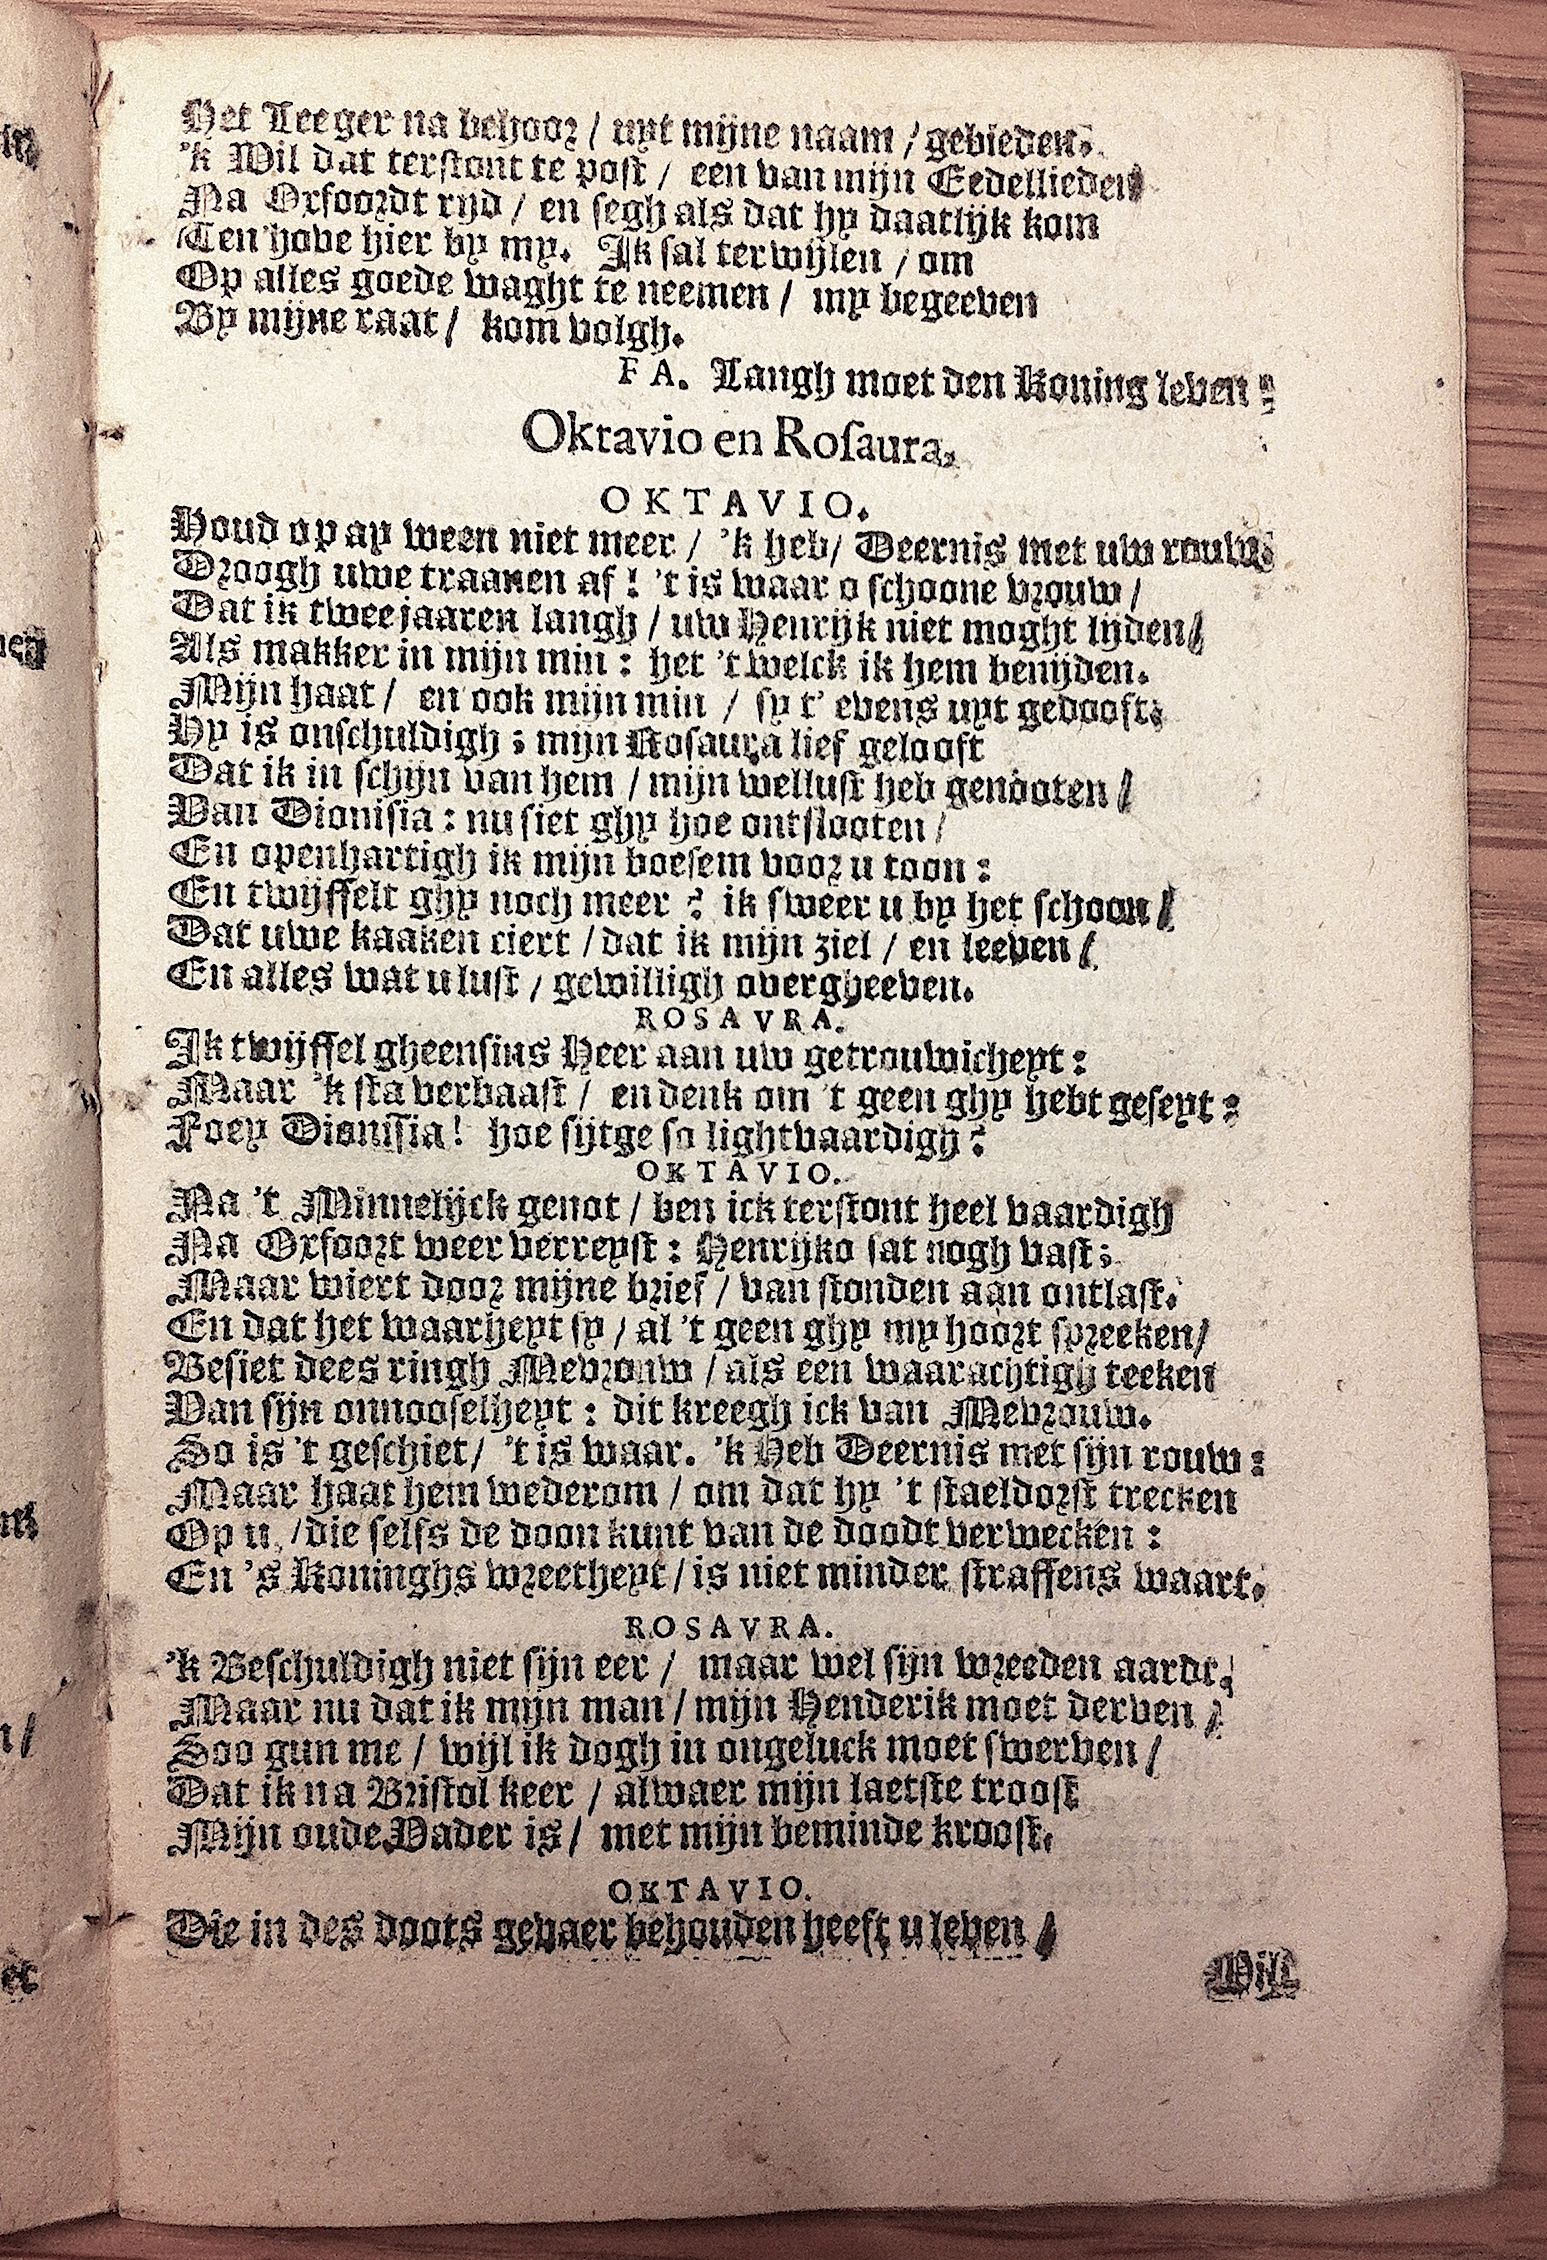 Het Leeger na behoor / uyt mijne naam / gebieden.
'k Wil dat terstont te post / een van mijn Eedellieden
Na Oxfoordt rijd / en segh als dat hy daatlijk kom
Ten hove hier by my. Ik sal terwijlen / om
Op alles goede waght te neemen / my begeeven
By mijne raat / kom volgh.
FA. Langh moet den Koning leven!
Oktavio en Rosaura.
OKTAVIO.
Houd op ay ween niet meer / 'k heb / Deernis met uw rouw.
Droogh uwe traanen af! 't is waar o schoone vrouw /
Dat ik twee jaaren langh / uw Henrijk niet moght lijden /
Als makker in mijn min: het 't welck ik hem benijden.
Mijn haat / en ook mijn min / sy t' evens uyt gedooft;
Hy is onschuldigh; mijn Rosaura lief gelooft
Dat ik in schijn van hem / mijn wellust heb genooten /
Van Dionisia: nu siet ghy hoe ontslooten /
En openhartigh ik mijn boesem voor u toon:
En twijffelt ghy noch meer? ik sweer u by het schoon /
Dat uwe kaaken ciert / dat ik mijn ziel / en leeven /
En alles wat u lust / gewilligh overgheeven.
ROSAVRA.
Ik twijffel gheensins Heer aan uw getrouwicheyt:
Maar 'k sta verbaast / en denk om 't geen ghy hebt geseyt:
Foey Dionisia! hoe sijtge so lightvaardigh?
OKTAVIO.
Na 't Minnelijck genot / ben ick terstont heel vaardigh
Na Oxfoort weer verreyst: Henrijko sat nogh vast;
Maar wiert door mijne brief / van stonden aan ontlast.
En dat het waarheyt sy / al 't geen ghy my hoort spreeken /
Besiet dees ringh Mevrouw / als een waarachtigh teeken
Van sijn onnooselheyt: dit kreegh ick van Mevrouw.
So is 't geschiet / 't is waar. 'k Heb Deernis met sijn rouw:
Maar haat hem wederom / om dat hy 't stael dorst trecken
Op u / die selfs de doon kunt van de doodt verwecken:
En 's Koninghs wreetheyt / is niet minder straffens waart.
ROSAVRA.
'k Beschuldigh niet sijn eer / maar wel sijn wreeden aardt,
Maar nu dat ik mijn man / mijn Henderik moet derven /
Soo gun me / wijl ik dogh in ongeluck moet swerven /
Dat ik na Bristol keer / alwaer mijn laetste troost
Mijn oude Vader is / met mijn beminde kroost.
OKTAVIO.
Die in des doots gevaer behouden heeft u leven /
Wil